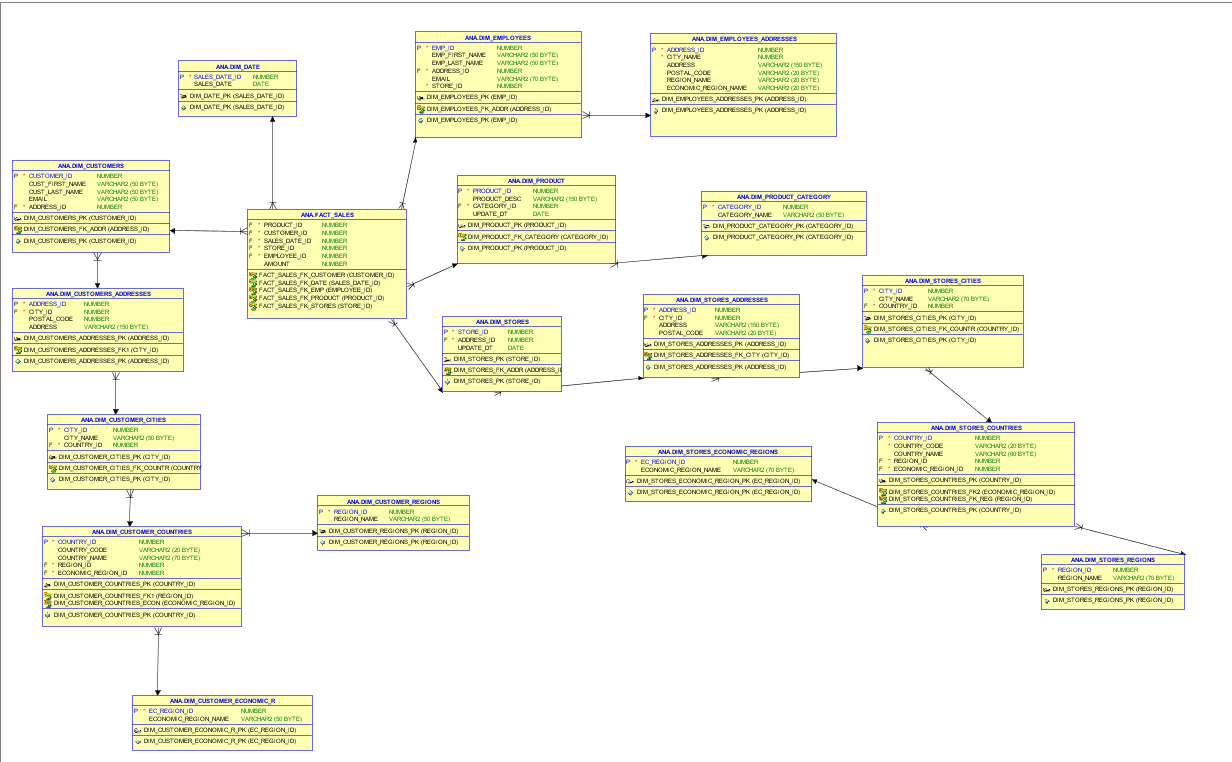 ANA.DIM_EMPLOYEES
P * EMP_ID NUMBER
EMP_FIRST_NAME VARCHAR2 (50 BYTE)
EMP_LAST_NAME VARCHAR2 (50 BYTE)
F * ADDRESS_ID NUMBER
EMAIL VARCHAR2 (70 BYTE)
* STORE_ID NUMBER
DIM_EMPLOYEES_PK (EMP_ID)
DIM_EMPLOYEES_FK_ADDR (ADDRESS_ID)
DIM_EMPLOYEES_PK (EMP_ID)
ANA.DIM_EMPLOYEES_ADDRESSES
P * ADDRESS_ID NUMBER
* CITY_NAME NUMBER
ADDRESS VARCHAR2 (150 BYTE)
POSTAL_CODE VARCHAR2 (20 BYTE)
REGION_NAME VARCHAR2 (20 BYTE)
ECONOMIC_REGION_NAME VARCHAR2 (20 BYTE)
DIM_EMPLOYEES_ADDRESSES_PK (ADDRESS_ID)
DIM_EMPLOYEES_ADDRESSES_PK (ADDRESS_ID)
ANA.DIM_DATE
P * SALES_DATE_ID NUMBER
SALES_DATE DATE
DIM_DATE_PK (SALES_DATE_ID)
DIM_DATE_PK (SALES_DATE_ID)
ANA.DIM_CUSTOMERS
P * CUSTOMER_ID NUMBER
CUST_FIRST_NAME VARCHAR2 (50 BYTE)
CUST_LAST_NAME VARCHAR2 (50 BYTE)
EMAIL VARCHAR2 (50 BYTE)
F * ADDRESS_ID NUMBER
DIM_CUSTOMERS_PK (CUSTOMER_ID)
DIM_CUSTOMERS_FK_ADDR (ADDRESS_ID)
DIM_CUSTOMERS_PK (CUSTOMER_ID)
ANA.FACT_SALES
F * PRODUCT_ID NUMBER
F * CUSTOMER_ID NUMBER
F * SALES_DATE_ID NUMBER
F * STORE_ID NUMBER
F * EMPLOYEE_ID NUMBER
AMOUNT NUMBER
FACT_SALES_FK_CUSTOMER (CUSTOMER_ID)
FACT_SALES_FK_DATE (SALES_DATE_ID)
FACT_SALES_FK_EMP (EMPLOYEE_ID)
FACT_SALES_FK_PRODUCT (PRODUCT_ID)
FACT_SALES_FK_STORES (STORE_ID)
ANA.DIM_PRODUCT
P * PRODUCT_ID NUMBER
PRODUCT_DESC VARCHAR2 (150 BYTE)
F * CATEGORY_ID NUMBER
UPDATE_DT DATE
DIM_PRODUCT_PK (PRODUCT_ID)
DIM_PRODUCT_FK_CATEGORY (CATEGORY_ID)
DIM_PRODUCT_PK (PRODUCT_ID)
ANA.DIM_PRODUCT_CATEGORY
P * CATEGORY_ID NUMBER
CATEGORY_NAME VARCHAR2 (50 BYTE)
DIM_PRODUCT_CATEGORY_PK (CATEGORY_ID)
DIM_PRODUCT_CATEGORY_PK (CATEGORY_ID)
ANA.DIM_CUSTOMERS_ADDRESSES
P * ADDRESS_ID NUMBER
F * CITY_ID NUMBER
POSTAL_CODE NUMBER
ADDRESS VARCHAR2 (150 BYTE)
DIM_CUSTOMERS_ADDRESSES_PK (ADDRESS_ID)
DIM_CUSTOMERS_ADDRESSES_FK1 (CITY_ID)
DIM_CUSTOMERS_ADDRESSES_PK (ADDRESS_ID)
ANA.DIM_STORES
P * STORE_ID NUMBER
F * ADDRESS_ID NUMBER
UPDATE_DT DATE
DIM_STORES_PK (STORE_ID)
DIM_STORES_FK_ADDR (ADDRESS_I
DIM_STORES_PK (STORE_ID)
ANA.DIM_STORES_ADDRESSES
P * ADDRESS_ID NUMBER
F * CITY_ID NUMBER
ADDRESS VARCHAR2 (150 BYTE)
POSTAL_CODE VARCHAR2 (20 BYTE)
DIM_STORES_ADDRESSES_PK (ADDRESS_ID)
DIM_STORES_ADDRESSES_FK_CITY (CITY_ID)
DIM_STORES_ADDRESSES_PK (ADDRESS_ID)
ANA.DIM_STORES_CITIES
P * CITY_ID NUMBER
CITY_NAME VARCHAR2 (70 BYTE)
F * COUNTRY_ID NUMBER
DIM_STORES_CITIES_PK (CITY_ID)
DIM_STORES_CITIES_FK_COUNTR (COUNTRY_ID)
DIM_STORES_CITIES_PK (CITY_ID)
ANA.DIM_CUSTOMER_CITIES
P * CITY_ID NUMBER
CITY_NAME VARCHAR2 (50 BYTE)
F * COUNTRY_ID NUMBER
DIM_CUSTOMER_CITIES_PK (CITY_ID)
DIM_CUSTOMER_CITIES_FK_COUNTR (COUNTRY
DIM_CUSTOMER_CITIES_PK (CITY_ID)
ANA.DIM_STORES_ECONOMIC_REGIONS
P * EC_REGION_ID NUMBER
ECONOMIC_REGION_NAME VARCHAR2 (70 BYTE)
DIM_STORES_ECONOMIC_REGION_PK (EC_REGION_ID)
DIM_STORES_ECONOMIC_REGION_PK (EC_REGION_ID)
ANA.DIM_STORES_COUNTRIES
P * COUNTRY_ID NUMBER
* COUNTRY_CODE VARCHAR2 (20 BYTE)
* COUNTRY_NAME VARCHAR2 (60 BYTE)
F * REGION_ID NUMBER
F * ECONOMIC_REGION_ID NUMBER
DIM_STORES_COUNTRIES_PK (COUNTRY_ID)
DIM_STORES_COUNTRIES_FK2 (ECONOMIC_REGION_ID)
DIM_STORES_COUNTRIES_FK_REG (REGION_ID)
DIM_STORES_COUNTRIES_PK (COUNTRY_ID)
ANA.DIM_CUSTOMER_REGIONS
P * REGION_ID NUMBER
REGION_NAME VARCHAR2 (50 BYTE)
DIM_CUSTOMER_REGIONS_PK (REGION_ID)
DIM_CUSTOMER_REGIONS_PK (REGION_ID)
ANA.DIM_CUSTOMER_COUNTRIES
P * COUNTRY_ID NUMBER
COUNTRY_CODE VARCHAR2 (20 BYTE)
COUNTRY_NAME VARCHAR2 (70 BYTE)
F * REGION_ID NUMBER
F * ECONOMIC_REGION_ID NUMBER
DIM_CUSTOMER_COUNTRIES_PK (COUNTRY_ID)
DIM_CUSTOMER_COUNTRIES_FK1 (REGION_ID)
DIM_CUSTOMER_COUNTRIES_ECON (ECONOMIC_REGION_ID)
DIM_CUSTOMER_COUNTRIES_PK (COUNTRY_ID)
ANA.DIM_STORES_REGIONS
P * REGION_ID NUMBER
REGION_NAME VARCHAR2 (70 BYTE)
DIM_STORES_REGIONS_PK (REGION_ID)
DIM_STORES_REGIONS_PK (REGION_ID)
ANA.DIM_CUSTOMER_ECONOMIC_R
P * EC_REGION_ID NUMBER
ECONOMIC_REGION_NAME VARCHAR2 (50 BYTE)
DIM_CUSTOMER_ECONOMIC_R_PK (EC_REGION_ID)
DIM_CUSTOMER_ECONOMIC_R_PK (EC_REGION_ID)